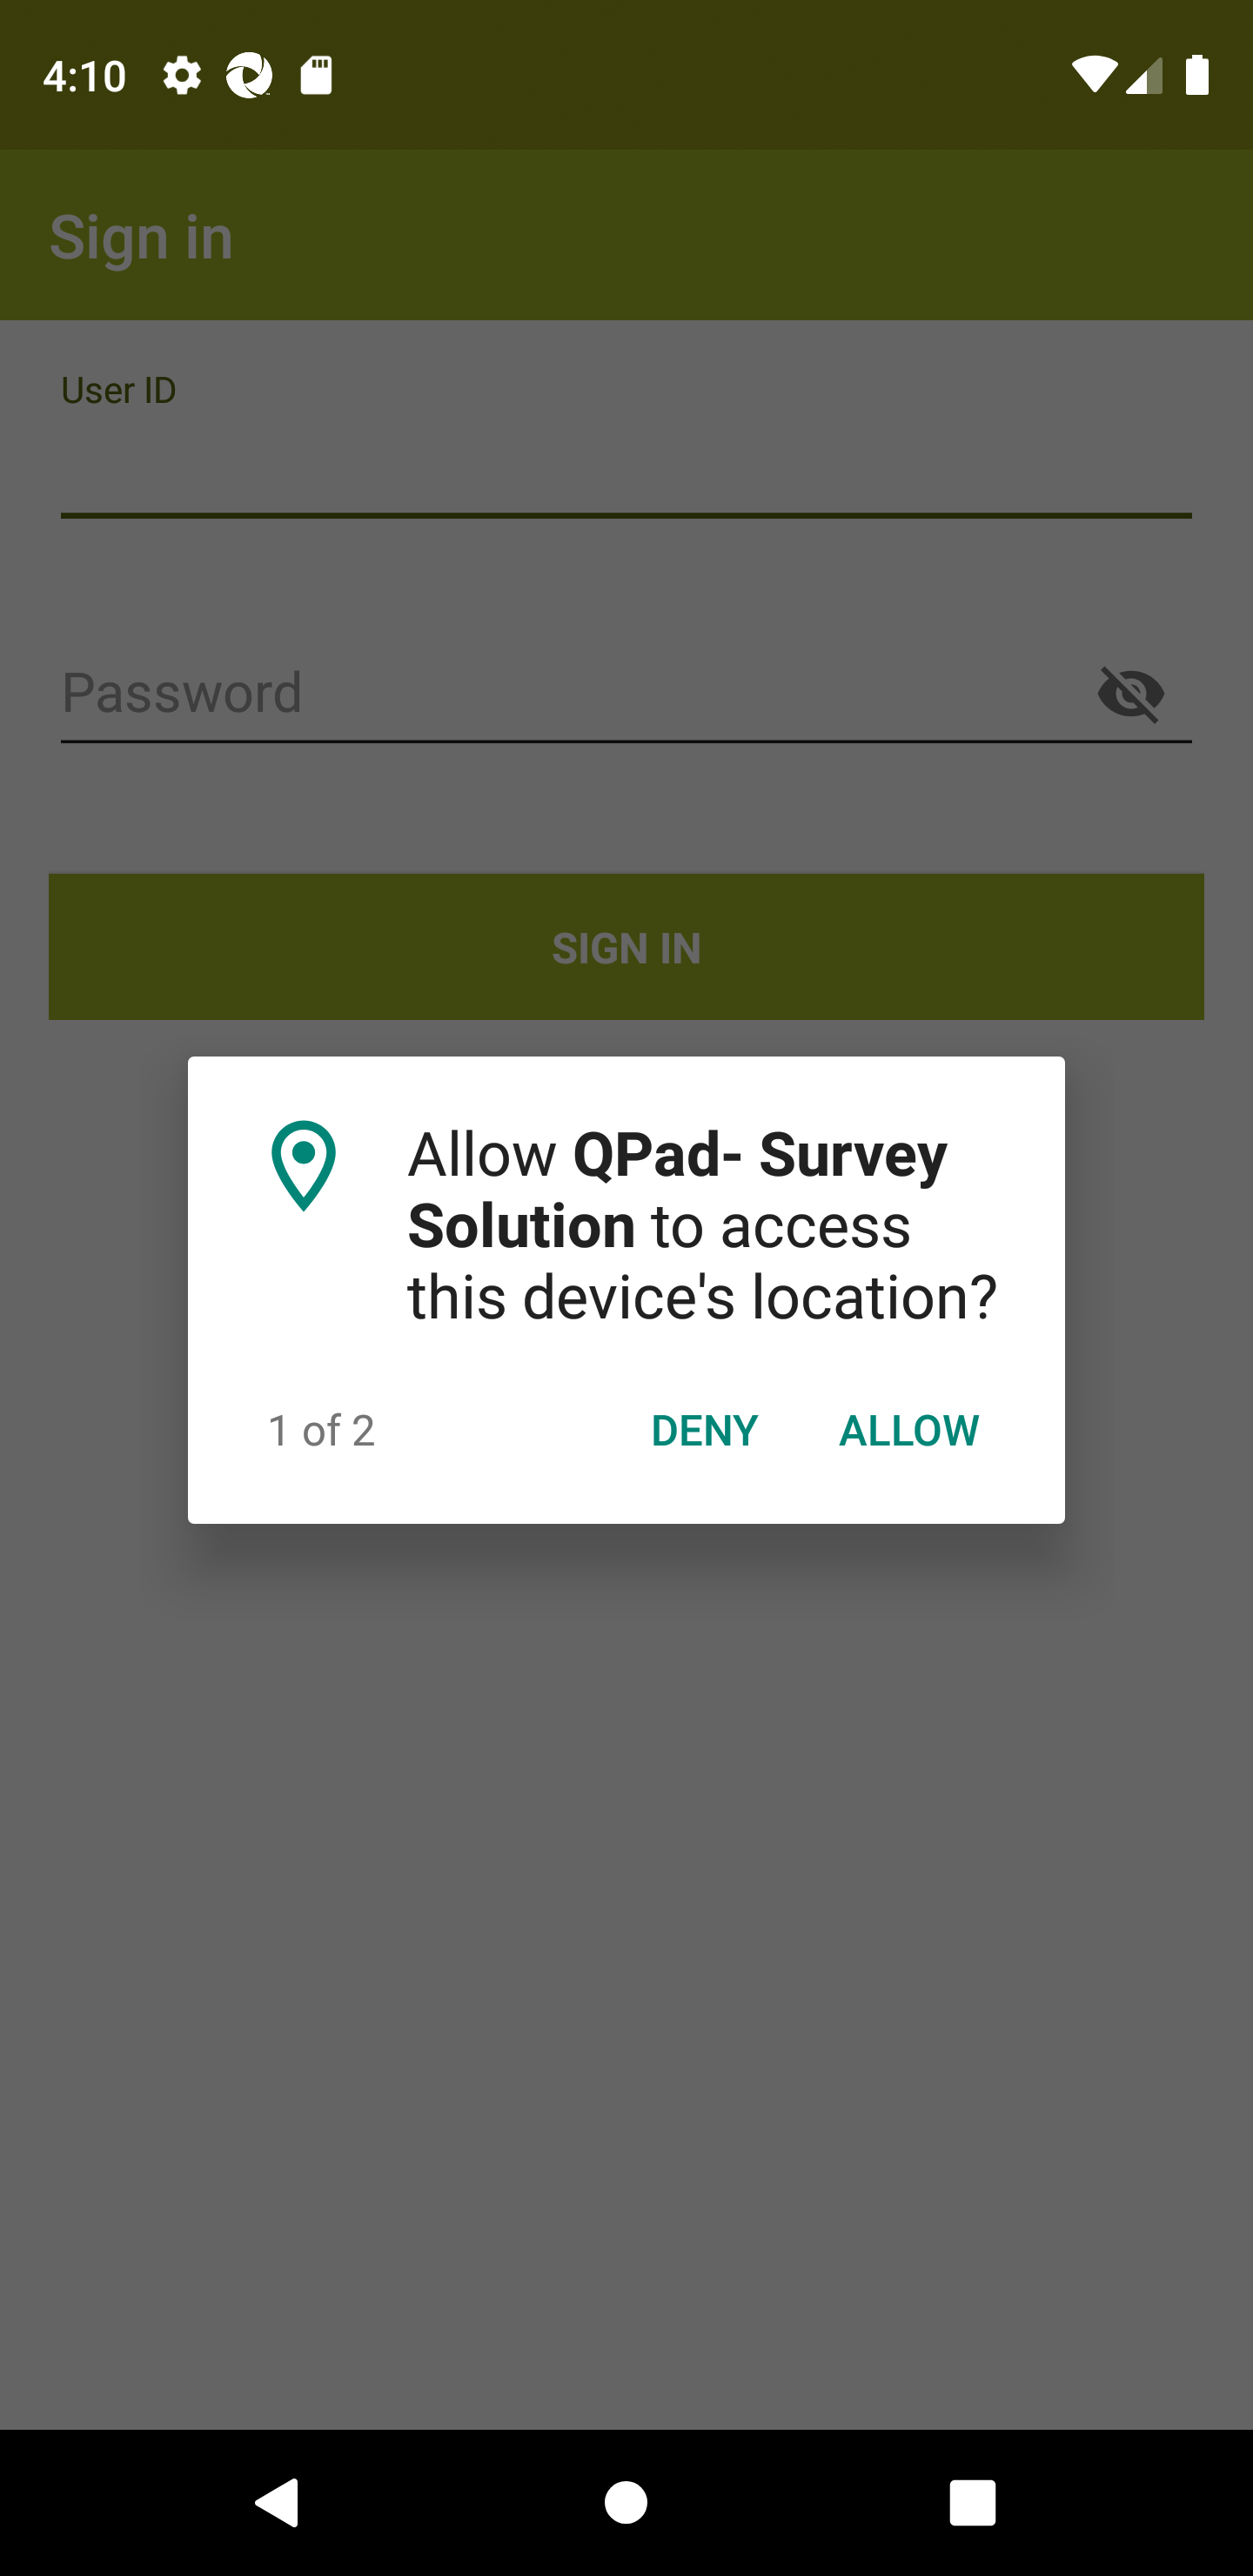 4:10
Sign in
User ID
Password
SIGN IN
Allow QPad- Survey
Solution to access
this device's location?
1 of 2
DENY
ALLOW